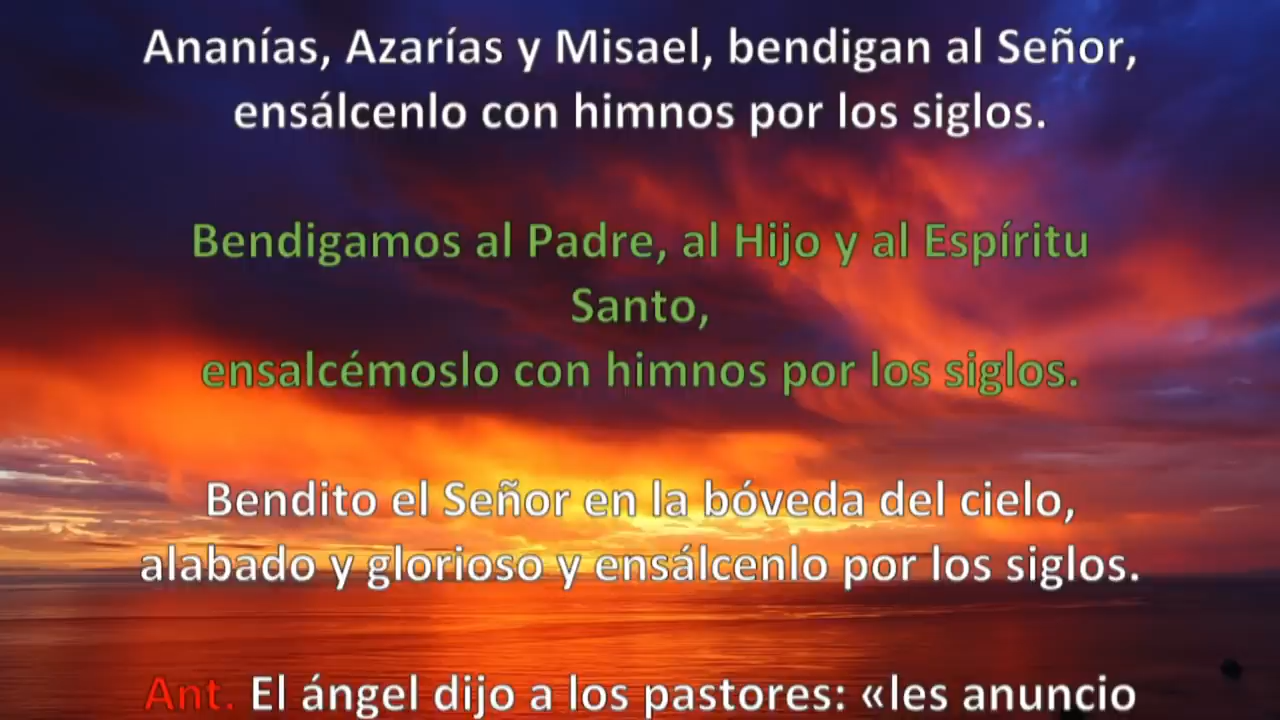 Ananías, Azarías y Misael, bendigan al Señor,
ensálcenlo con himnos por los siglos.
Bendigamos al Padre, al Hijo y al Espíritu
Santo,
ensalcémoslo con himnos por los siglos.
Bendito el Señor en la bóveda del cielo,
alabado y glorioso y ensálcenlo por los siglos.
Ant. El ángel dijo a los pastores: «les anuncio